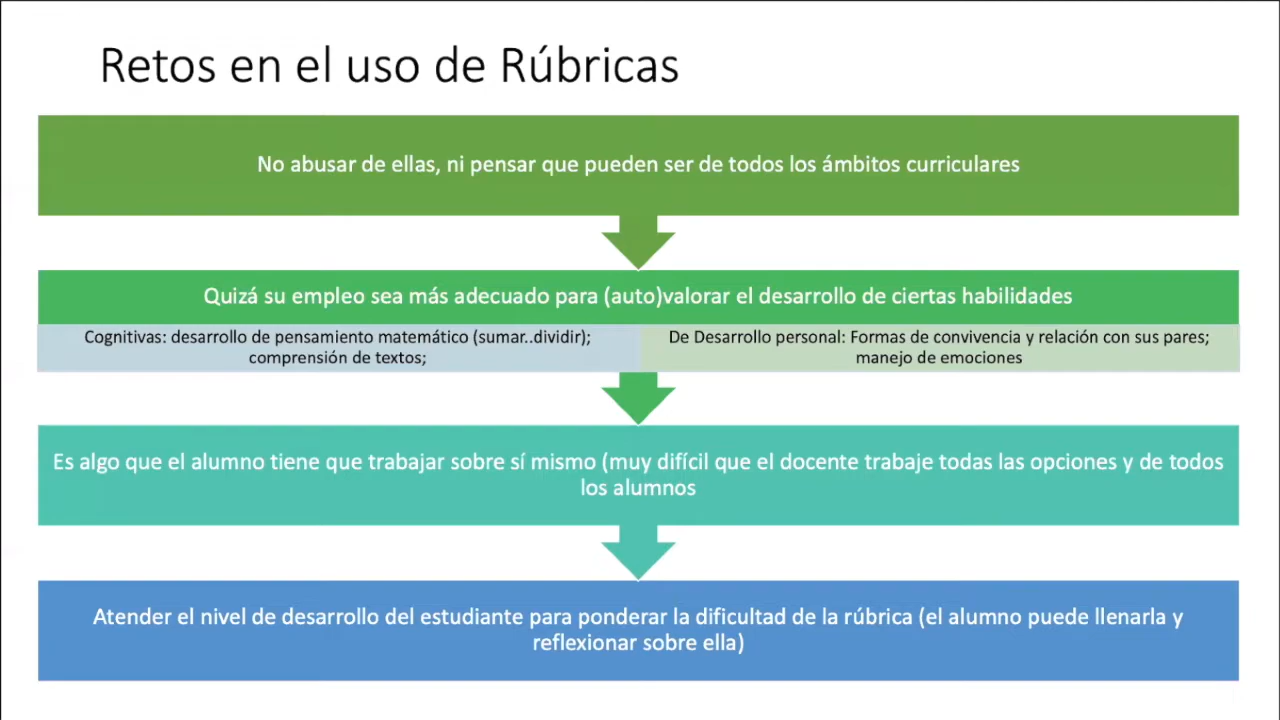 Retos en el uso de Rúbricas
No abusar de ellas, ni pensar que pueden ser de todos los ámbitos curriculares
Quizá su empleo sea más adecuado para (auto)valorar el desarrollo de ciertas habilidades
Cognitivas: desarrollo de pensamiento matemático (sumar..dividir);
comprensión de textos;
De Desarrollo personal: Formas de convivencia y relación con sus pares;
manejo de emociones
Es algo que el alumno tiene que trabajar sobre sí mismo (muy difícil que el docente trabaje todas las opciones y de todos
los alumnos
Atender el nivel de desarrollo del estudiante para ponderar la dificultad de la rúbrica (el alumno puede llenarla y
reflexionar sobre ella)